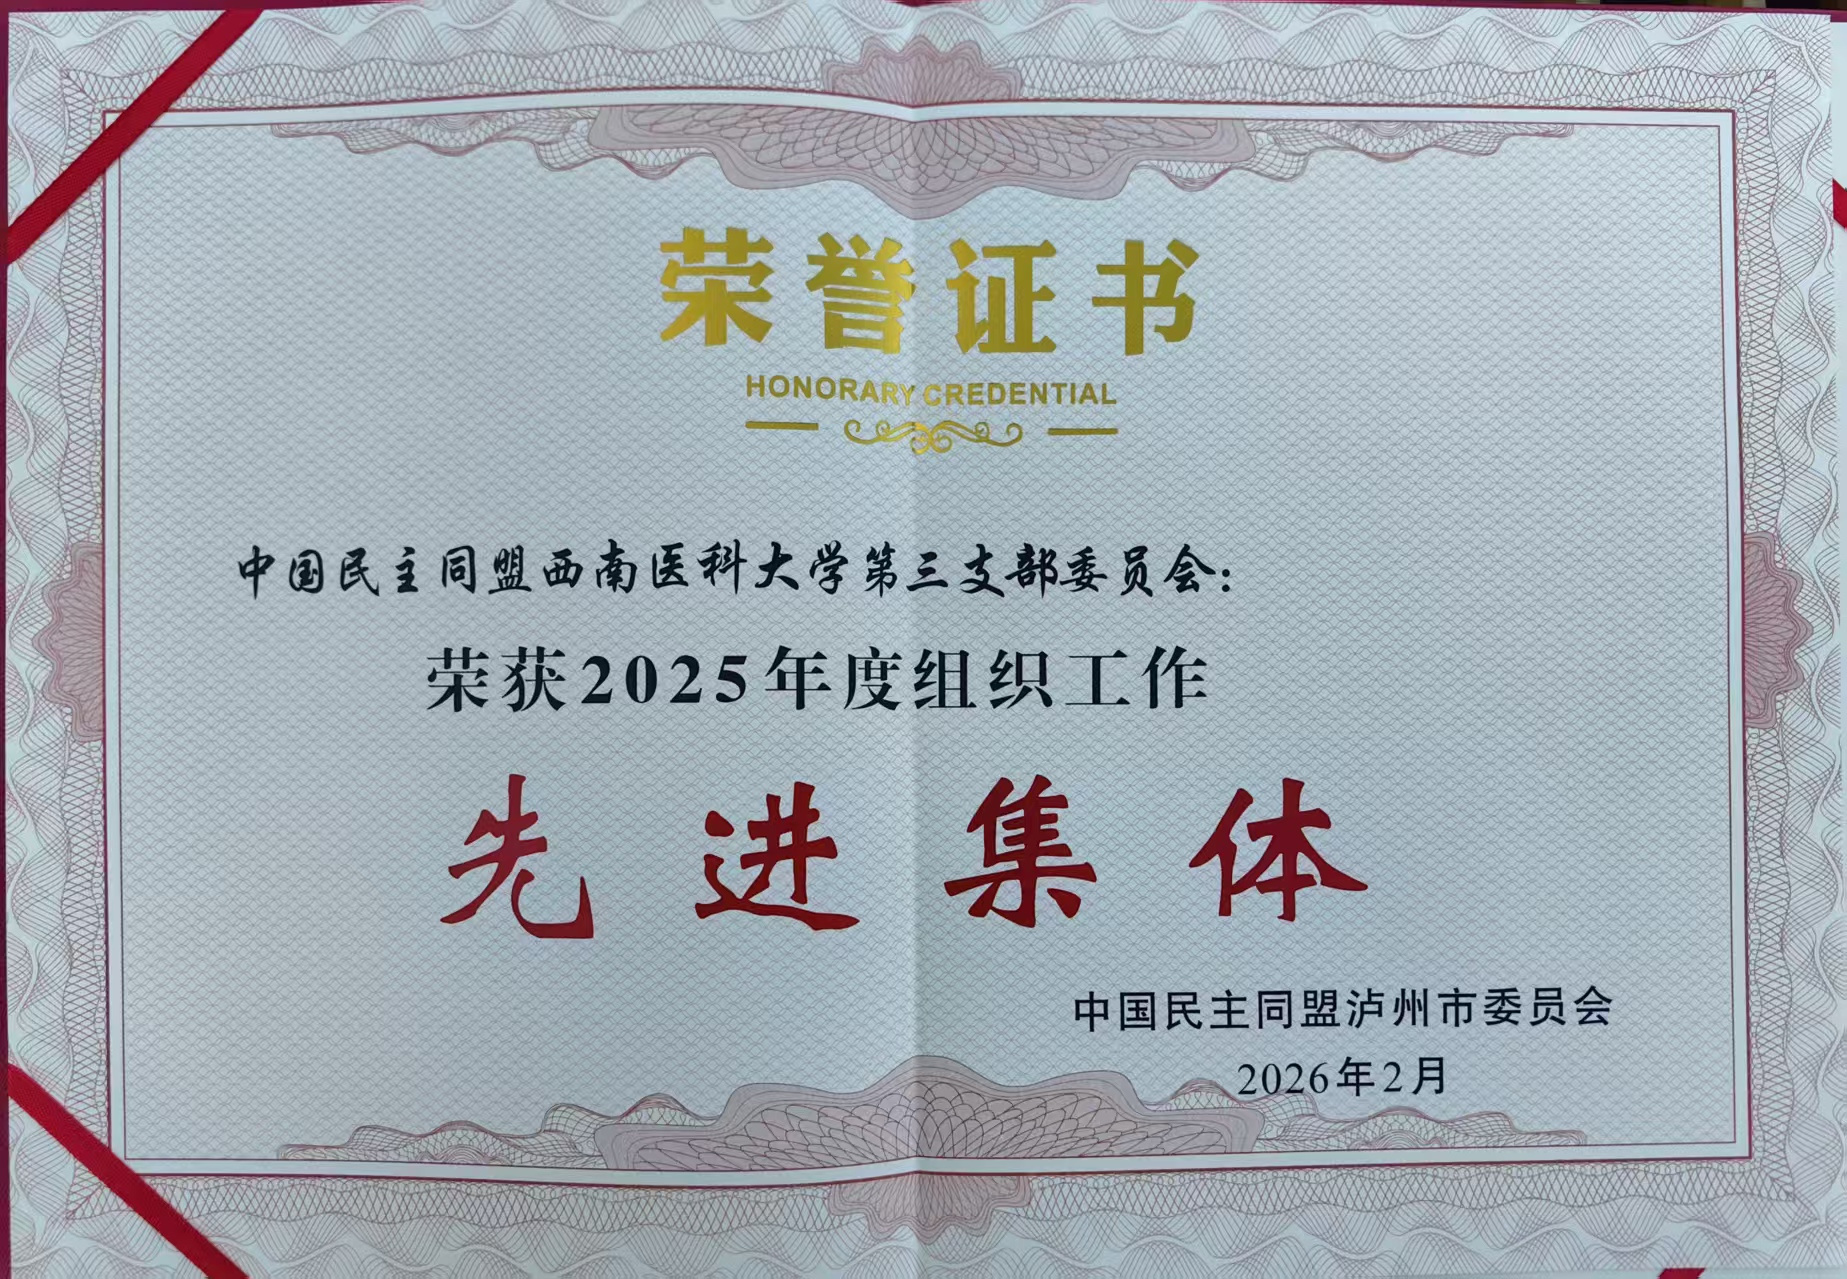 荣誉证书
HONORARY CREDENTIAL
中国民主同盟西南医科大学第三支部委员会：
荣获2025年度组织工作
先进集体
中国民主同盟泸州市委员会
2026年2月